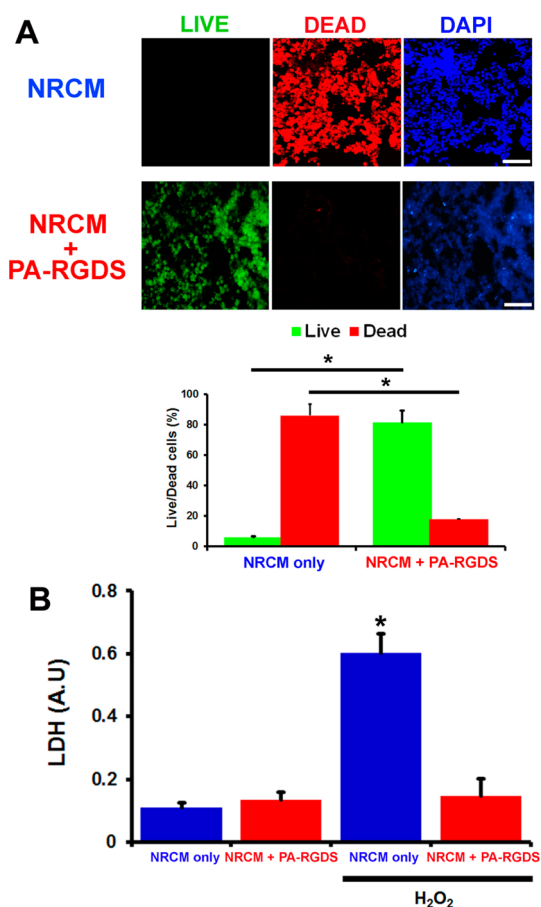 A
LIVE DEAD DAPI
NRCM
NRCM
+
PA-RGDS
Live Dead
*
*
Live/Dead cells (%)
100
80
60
40
20
0
NRCM only NRCM + PA-RGDS
B
LDH (A.U)
0.8
0.6
0.4
0.2
0
*
NRCM only NRCM + PA-RGDS NRCM only NRCM + PA-RGDS
H₂O₂